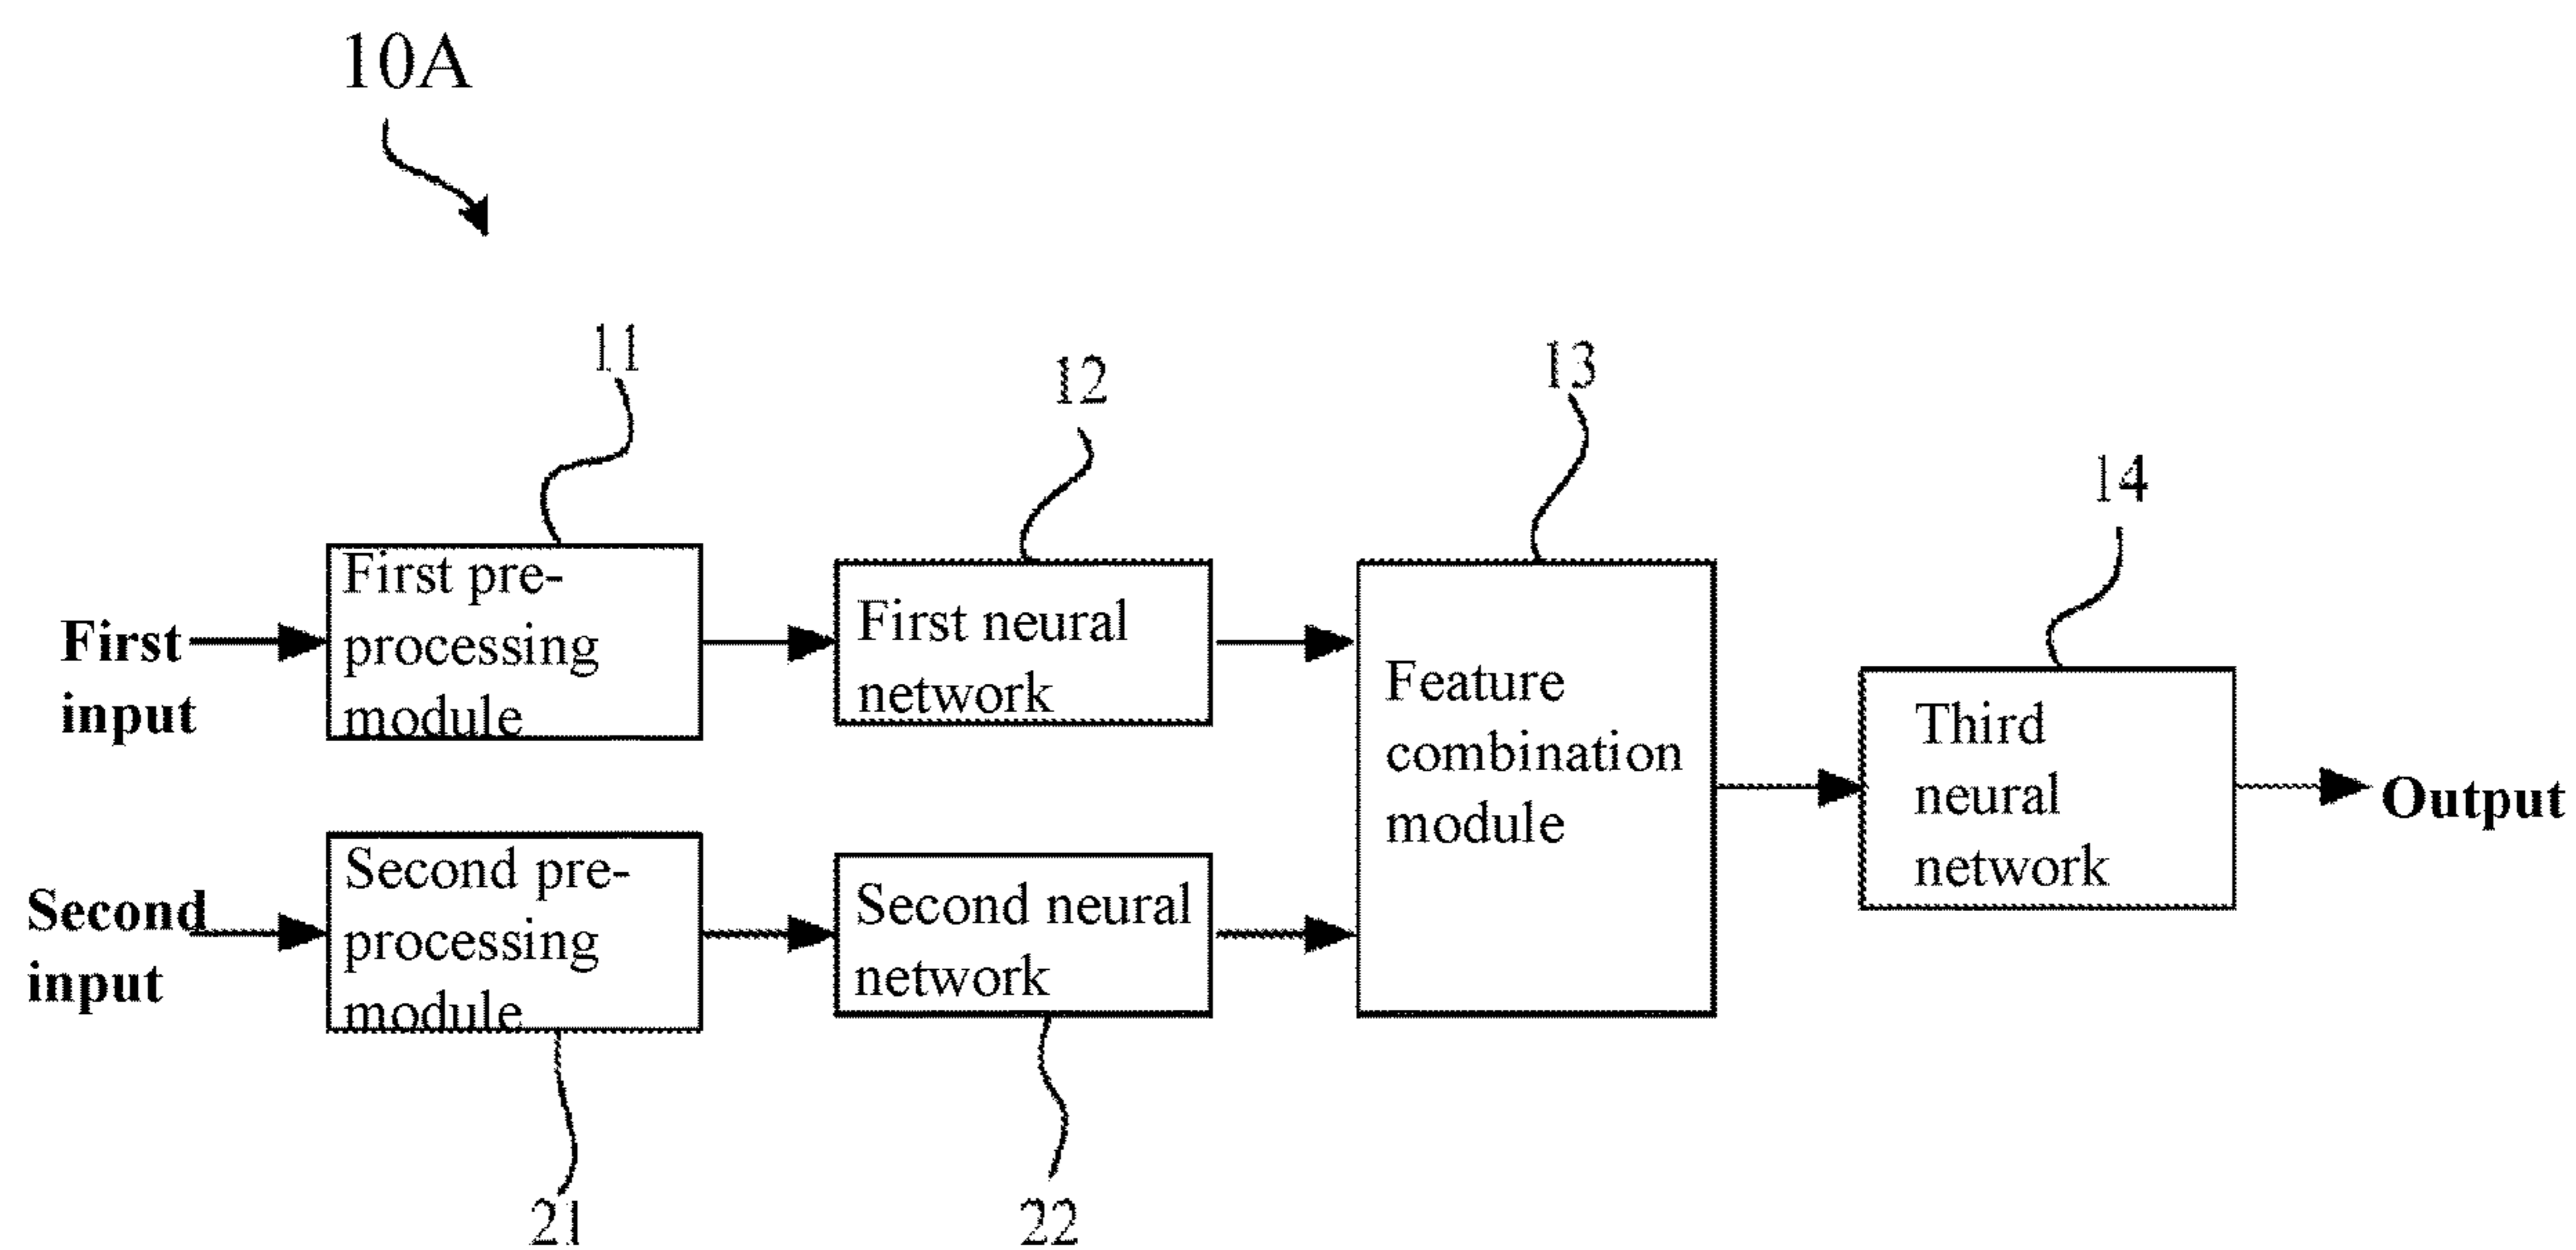 10A
11
12
13
14
First pre-
processing
module
First neural
network
First
input
Feature
combination
module
Third
neural
network
Output
Second pre-
processing
module
Second neural
network
Second
input
21
22